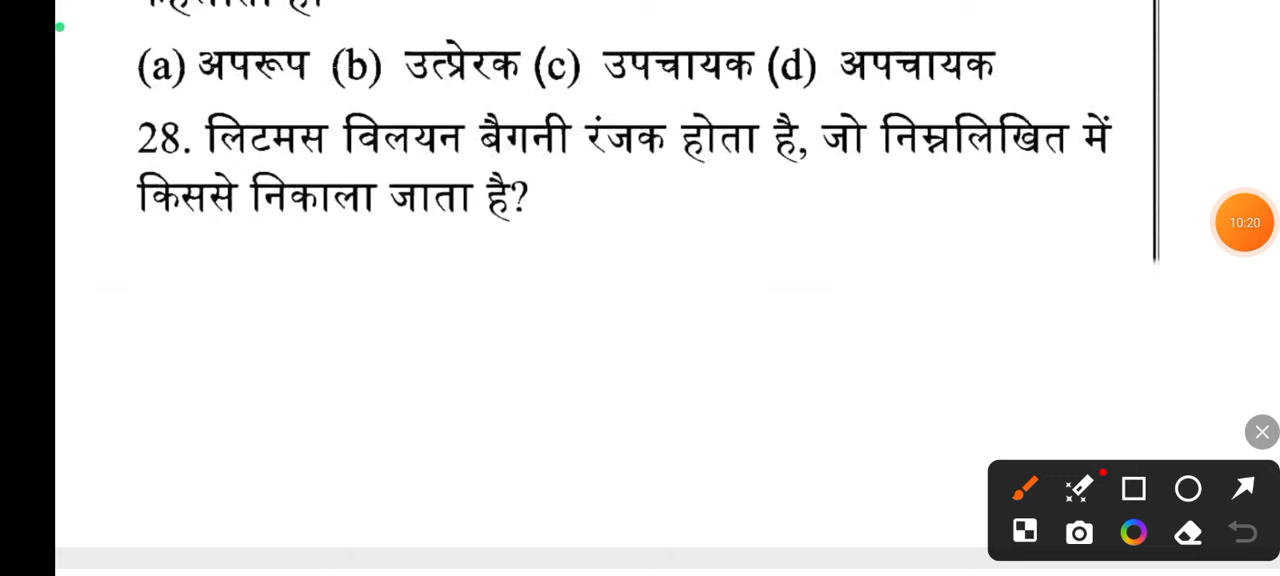 (a) अपरूप (b) उत्प्रेरक (c) उपचायक (d) अपचायक
28. लिटमस विलयन बैगनी रंजक होता है, जो निम्नलिखित में
किससे निकाला जाता है?
10:20